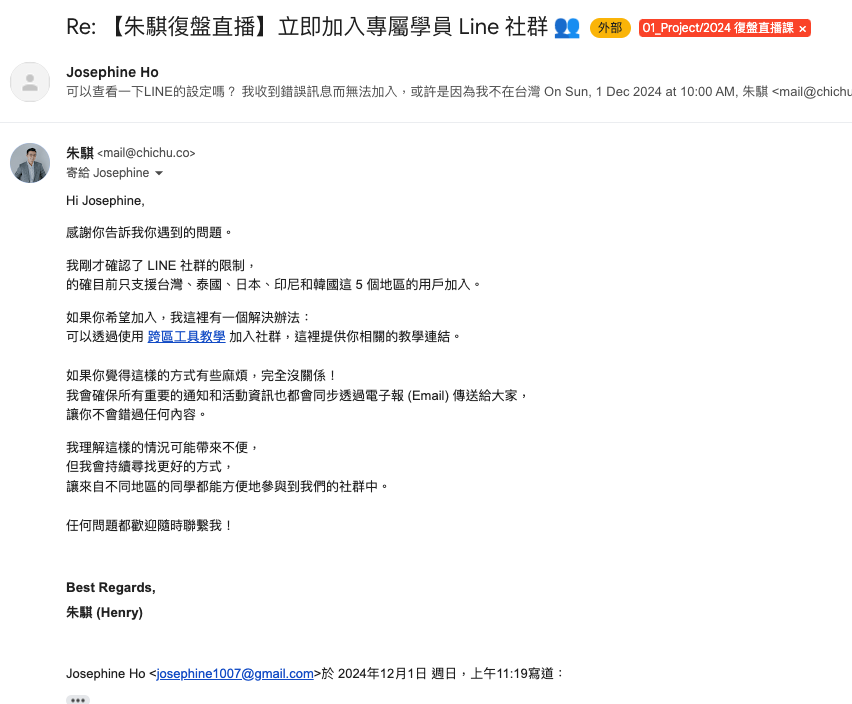 Re: 【朱騏復盤直播】立即加入專屬學員 Line 社群 👥 外部 01_Project/2024 復盤直播課 ×
Josephine Ho
可以查看一下LINE的設定嗎？ 我收到錯誤訊息而無法加入，或許是因為我不在台灣 On Sun, 1 Dec 2024 at 10:00 AM, 朱騏 <mail@chichu
朱騏 <mail@chichu.co>
寄給 Josephine
Hi Josephine,
感謝你告訴我你遇到的問題。
我剛才確認了 LINE 社群的限制，
的確目前只支援台灣、泰國、日本、印尼和韓國這 5 個地區的用戶加入。
如果你希望加入，我這裡有一個解決辦法：
可以透過使用 跨區工具教學 加入社群，這裡提供你相關的教學連結。
如果你覺得這樣的方式有些麻煩，完全沒關係！
我會確保所有重要的通知和活動資訊也都會同步透過電子報 (Email) 傳送給大家，
讓你不會錯過任何內容。
我理解這樣的情況可能帶來不便，
但我會持續尋找更好的方式，
讓來自不同地區的同學都能方便地參與到我們的社群中。
任何問題都歡迎隨時聯繫我！
Best Regards,
朱騏 (Henry)
Josephine Ho <josephine1007@gmail.com>於 2024年12月1日 週日，上午11:19寫道：